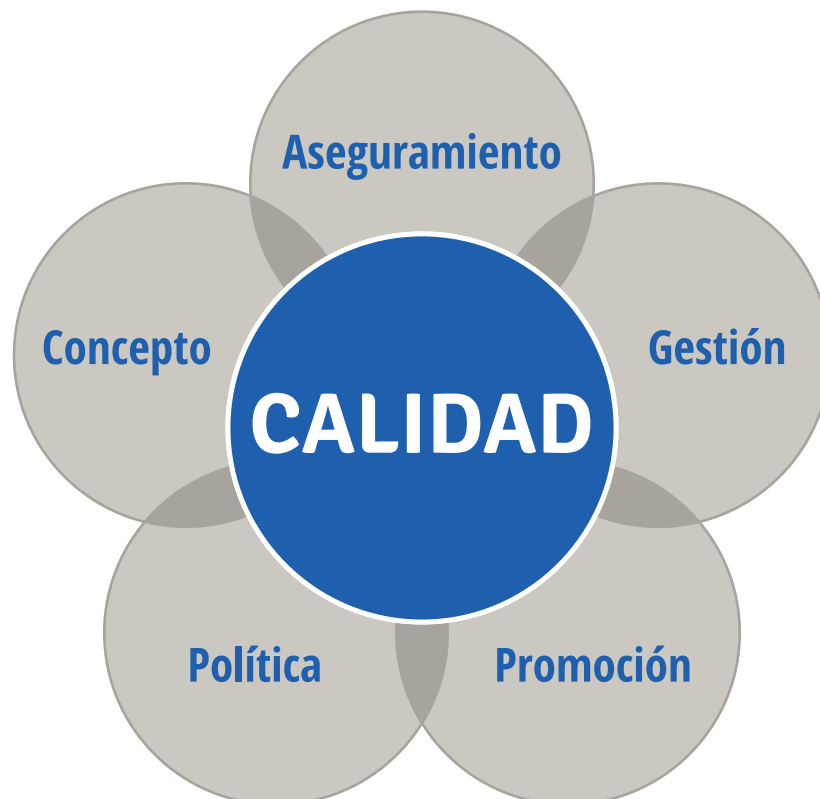 Aseguramiento
Concepto
Gestión
CALIDAD
Política
Promoción